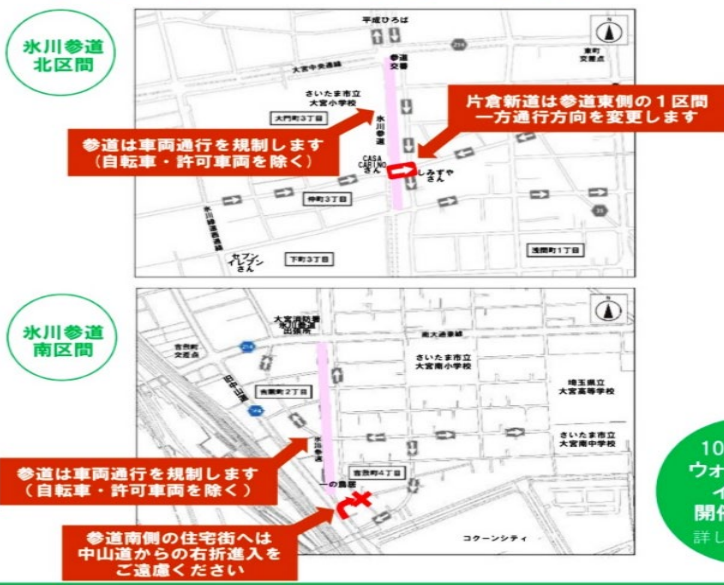 氷川参道
北区間
平成ひろば
大宮中央通線
参道
交番
東町
交差点
さいたま市立
大宮小学校
大門町3丁目
氷川参道
片倉新道は参道東側の1区間
一方通行方向を変更します
参道は車両通行を規制します
(自転車・許可車両を除く)
CASA
CARINO
さん
しみずや
さん
仲町3丁目
氷川緑道西通線
セブン
イレブン
さん
下町3丁目
浅間町1丁目
氷川参道
南区間
大宮消防署
氷川参道
出張所
南大通東線
吉敷町
交差点
さいたま市立
大宮南小学校
吉敷町2丁目
旧中山道
埼玉県立
大宮高等学校
さいたま市立
大宮南中学校
氷川参道
参道は車両通行を規制します
(自転車・許可車両を除く)
吉敷町4丁目
一の鳥居
参道南側の住宅街へは
中山道からの右折進入を
ご遠慮ください
コクーンシティ
10
ウォ
イ
開催
詳し